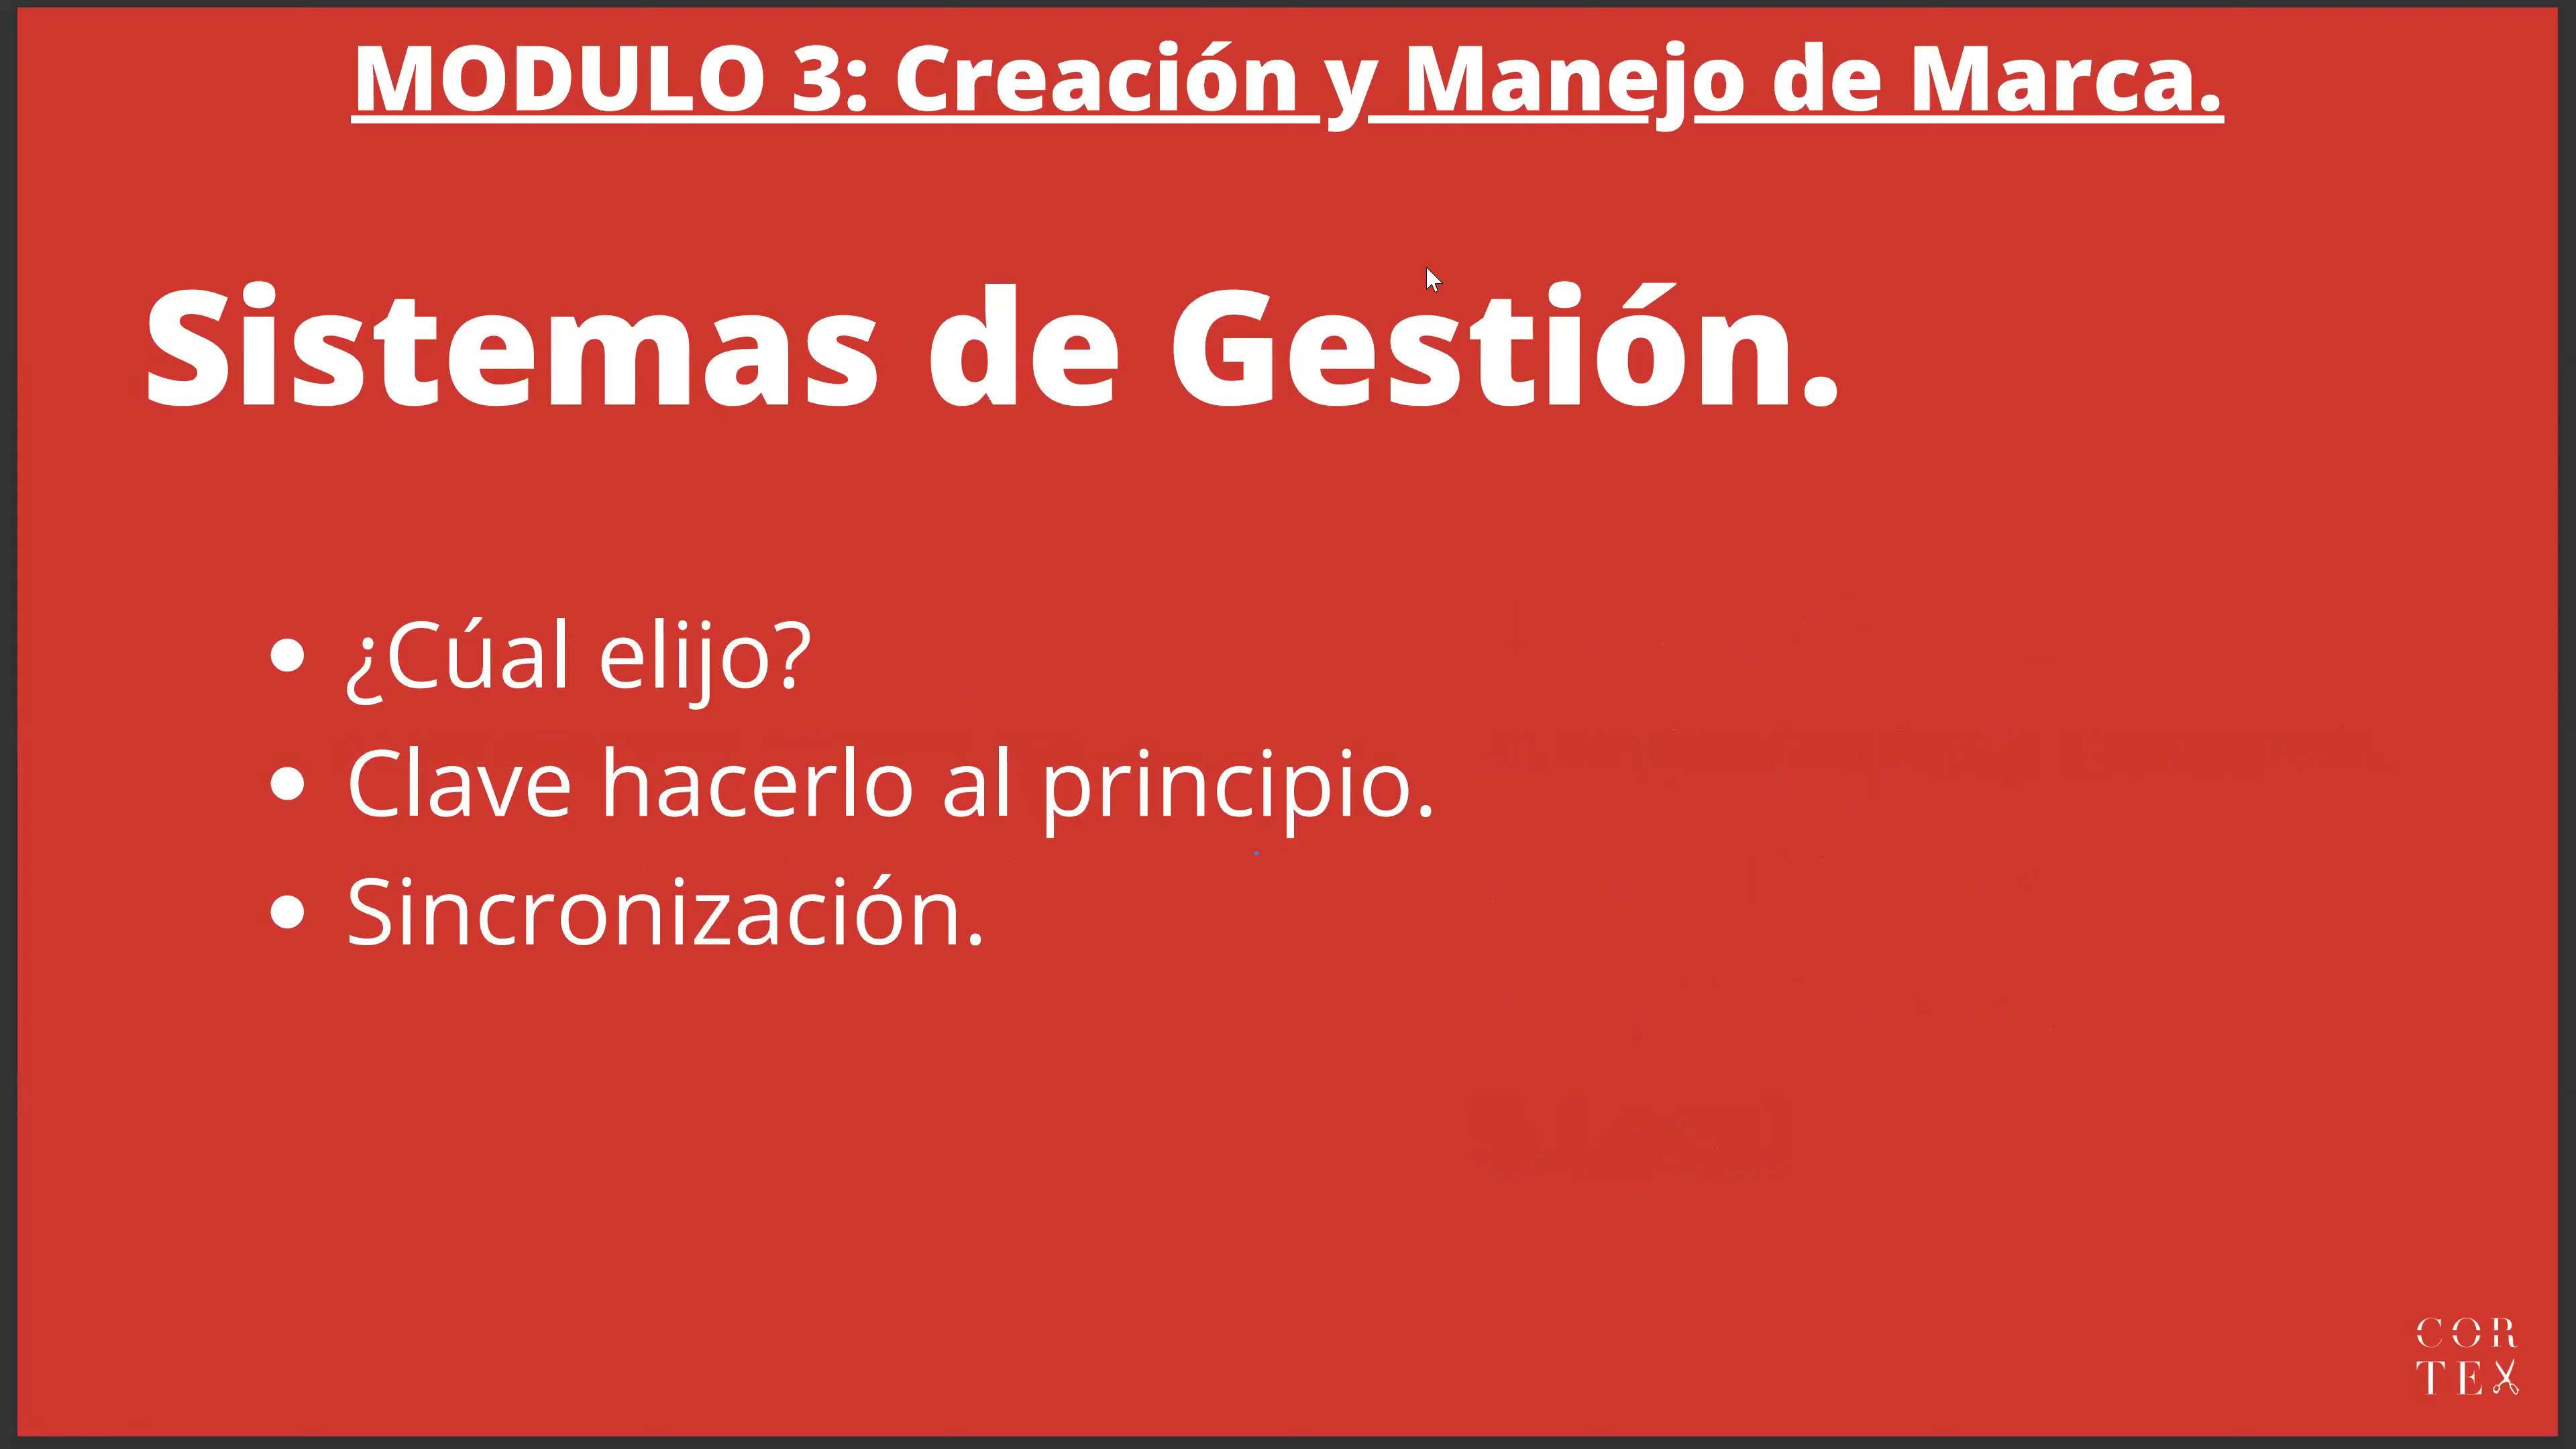 MODULO 3: Creación y Manejo de Marca.
Sistemas de Gestión.
• ¿Cúal elijo?
• Clave hacerlo al principio.
• Sincronización.
COR
TEX